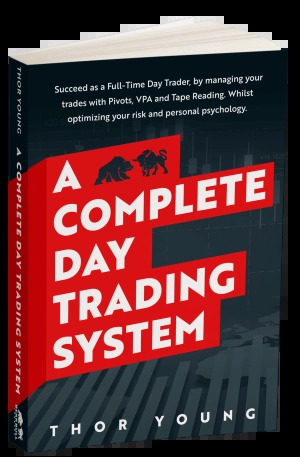 Succeed as a Full-Time Day Trader, by managing your
trades with Pivots, VPA and Tape Reading. Whilst
optimizing your risk and personal psychology.
A
COMPLETE
DAY
TRADING
SYSTEM
THOR YOUNG
THOR YOUNG A COMPLETE DAY TRADING SYSTEM